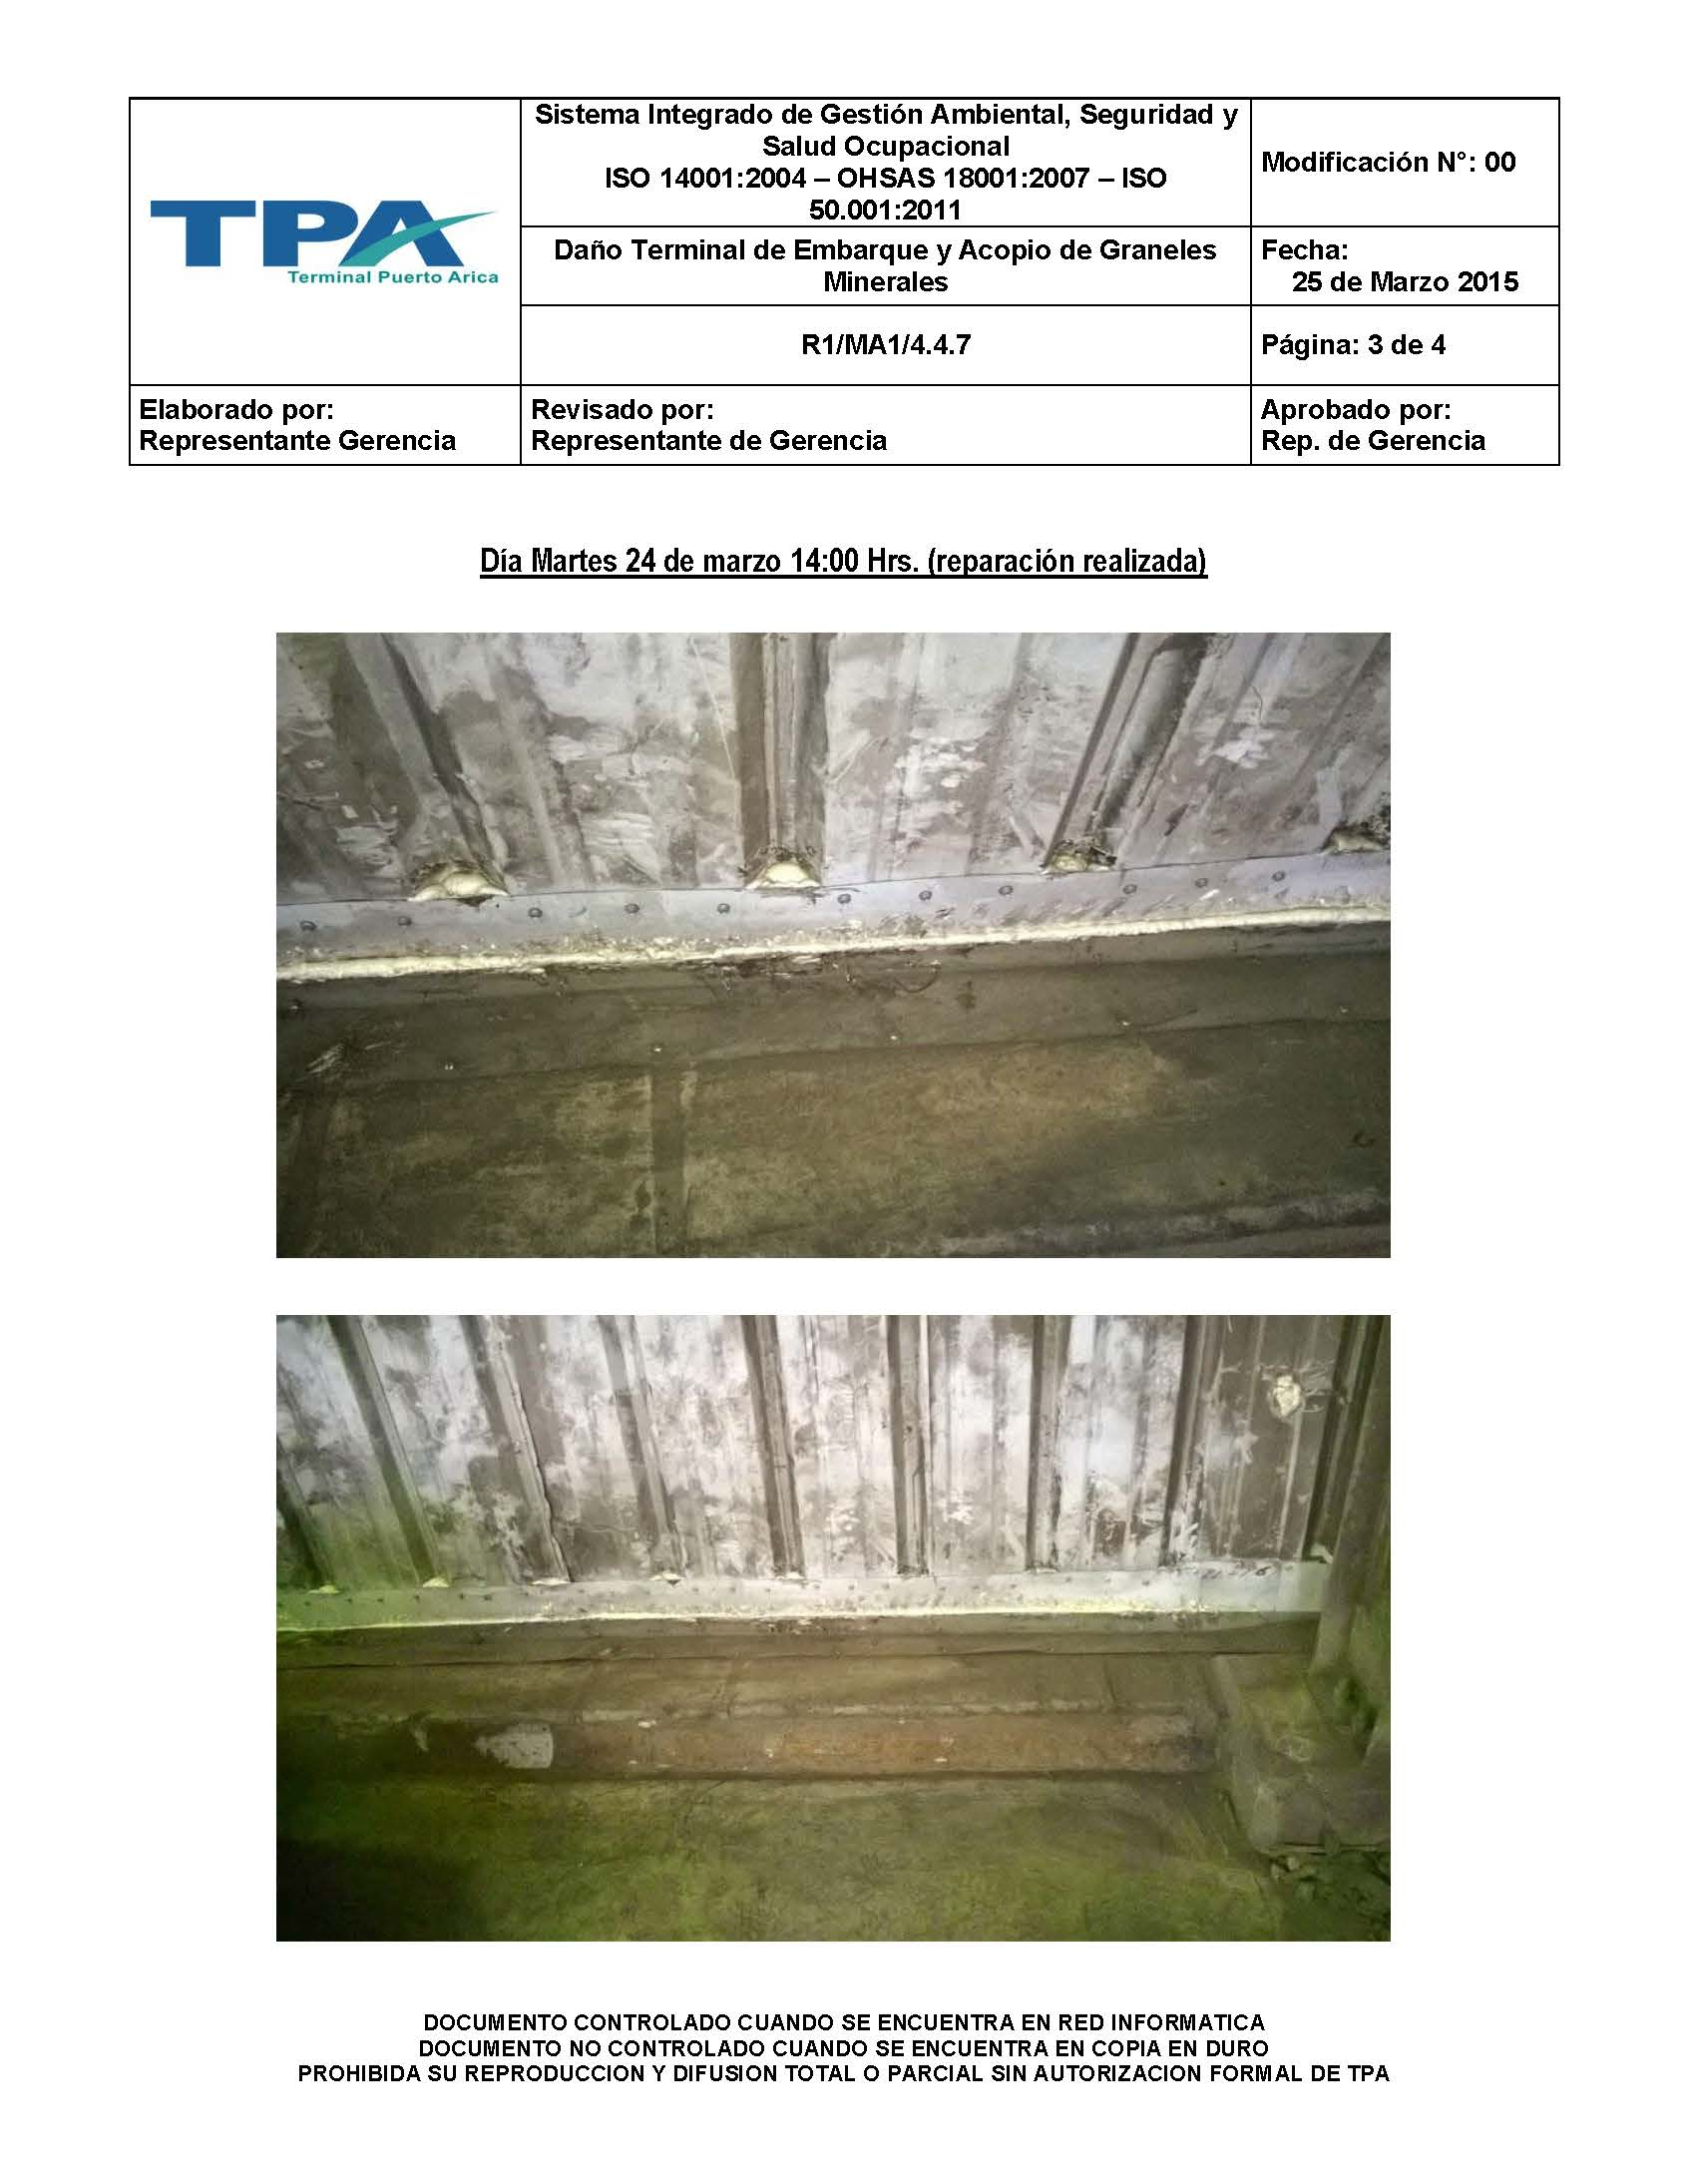 TPA
Terminal Puerto Arica
Sistema Integrado de Gestión Ambiental, Seguridad y
Salud Ocupacional
ISO 14001:2004 – OHSAS 18001:2007 – ISO
50.001:2011
Modificación N°: 00
Daño Terminal de Embarque y Acopio de Graneles
Minerales
Fecha:
25 de Marzo 2015
R1/MA1/4.4.7
Página: 3 de 4
Elaborado por:
Representante Gerencia
Revisado por:
Representante de Gerencia
Aprobado por:
Rep. de Gerencia
Día Martes 24 de marzo 14:00 Hrs. (reparación realizada)
DOCUMENTO CONTROLADO CUANDO SE ENCUENTRA EN RED INFORMATICA
DOCUMENTO NO CONTROLADO CUANDO SE ENCUENTRA EN COPIA EN DURO
PROHIBIDA SU REPRODUCCION Y DIFUSION TOTAL O PARCIAL SIN AUTORIZACION FORMAL DE TPA